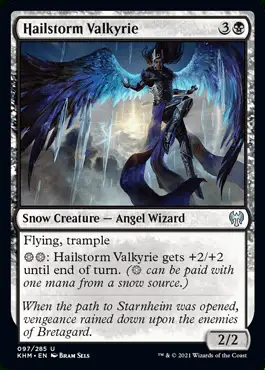 Hailstorm Valkyrie 3
Snow Creature — Angel Wizard
Flying, trample
: Hailstorm Valkyrie gets +2/+2
until end of turn. ( can be paid with
one mana from a snow source.)
When the path to Starnheim was opened,
vengeance rained down upon the enemies
of Bretagard.
2/2
097/285 U
KHM • EN BRAM SELS
™ & © 2021 Wizards of the Coast